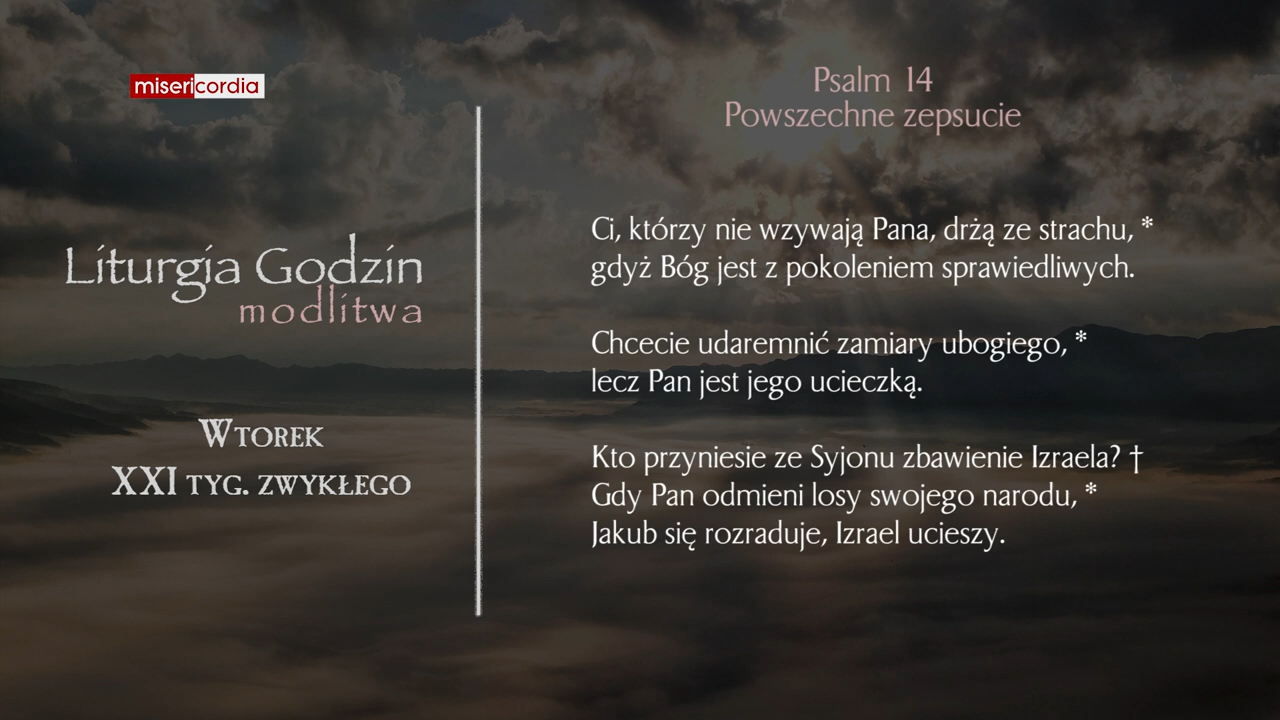 misericordia
Liturgia Godzin
modlitwa
Wtorek
XXI tyg. zwykłego
Psalm 14
Powszechne zepsucie
Ci, którzy nie wzywają Pana, drżą ze strachu, *
gdyż Bóg jest z pokoleniem sprawiedliwych.
Chcecie udaremnić zamiary ubogiego, *
lecz Pan jest jego ucieczką.
Kto przyniesie ze Syjonu zbawienie Izraela? †
Gdy Pan odmieni losy swojego narodu, *
Jakub się rozraduje, Izrael ucieszy.